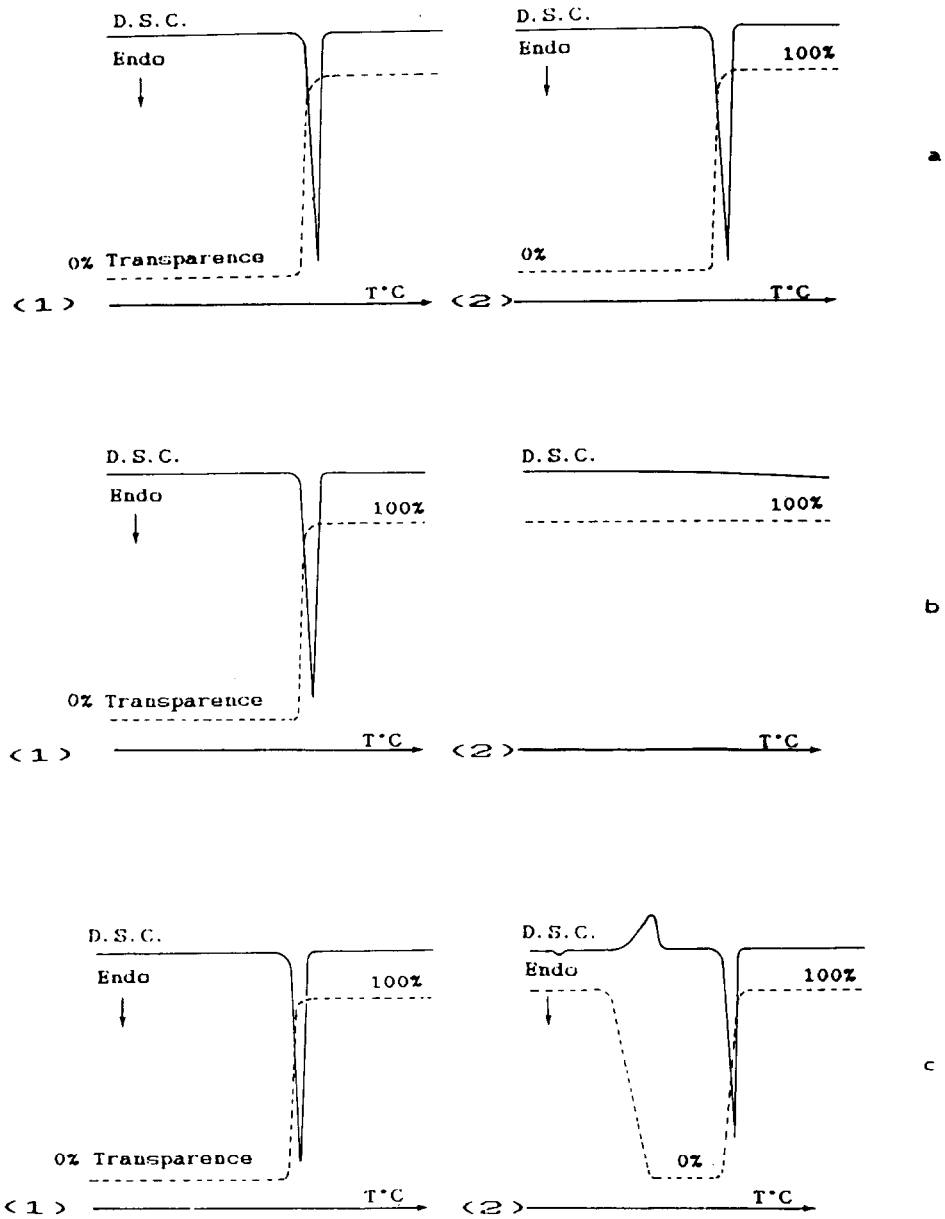 D.S.C.
Endo
0% Transparence
T°C
(1)
D.S.C.
Endo
100%
0%
T°C
(2)
a
D.S.C.
Endo
100%
0% Transparence
T°C
(1)
D.S.C.
100%
T°C
(2)
b
D.S.C.
Endo
100%
0% Transparence
T°C
(1)
D.S.C.
Endo
100%
0%
T°C
(2)
c